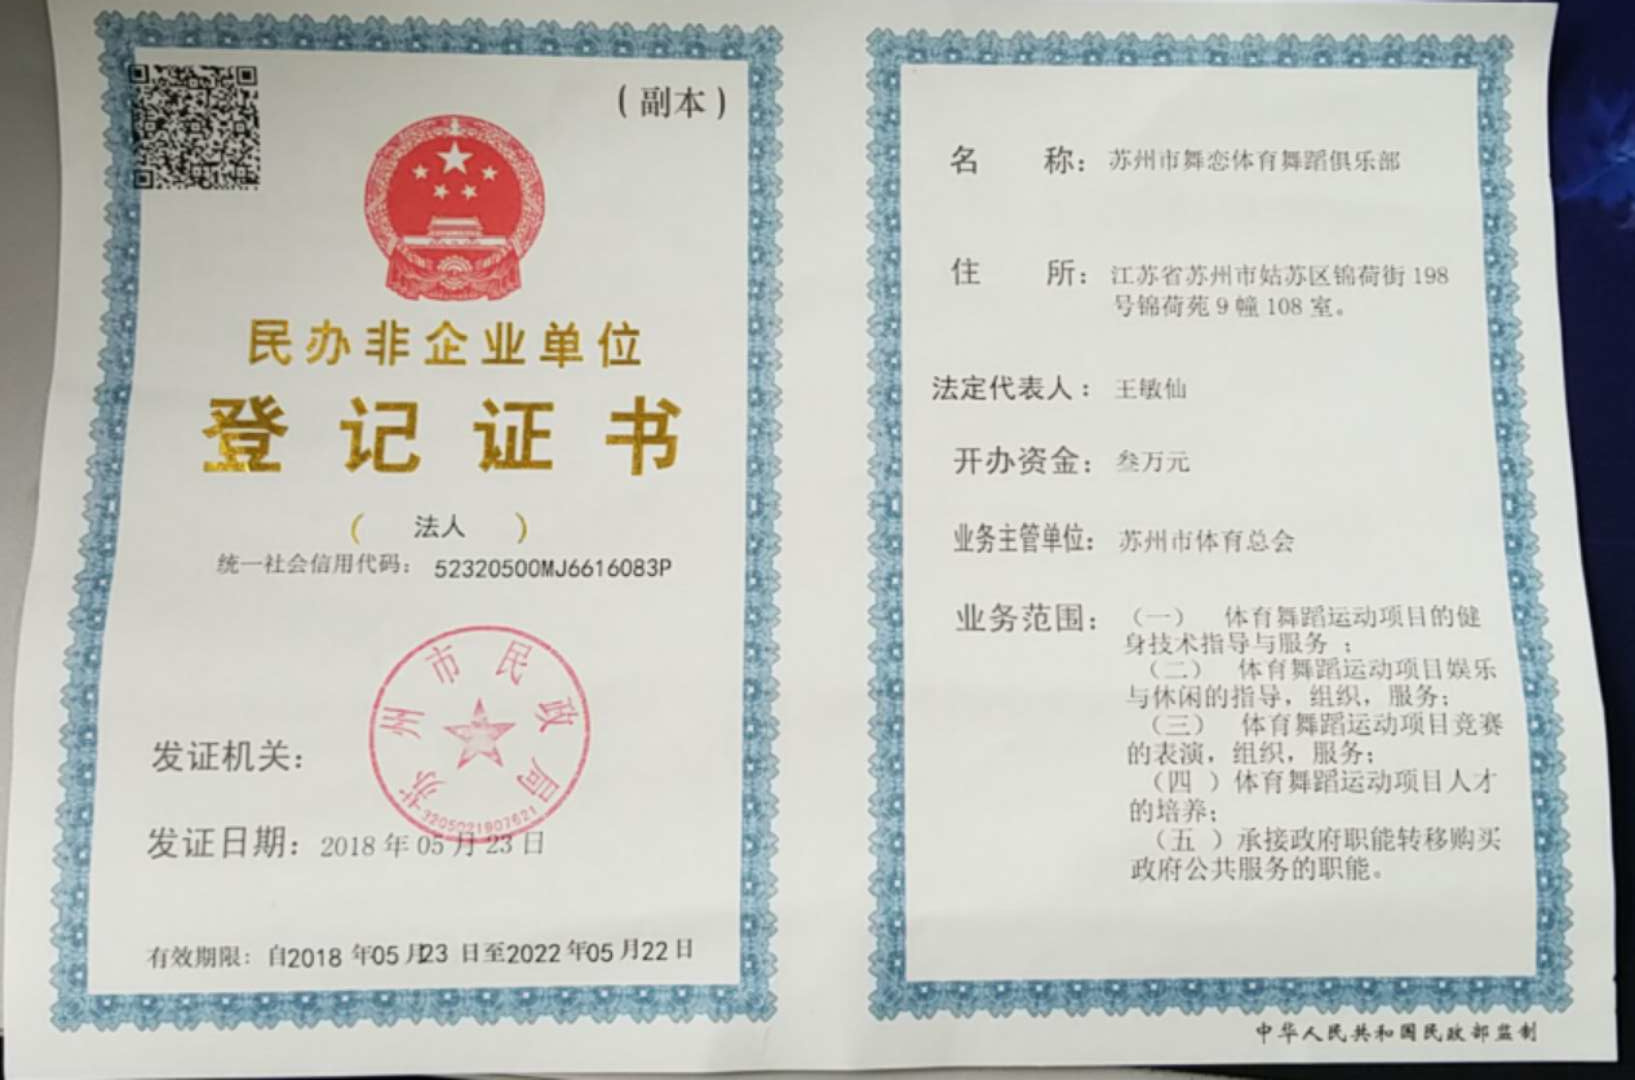 （副本）
民办非企业单位
登记证书
（ 法人 ）
统一社会信用代码： 52320500MJ6616083P
苏州市民政局
3205021907621
发证机关：
发证日期：2018 年 05 月 23 日
有效期限：自2018 年05 月23 日至2022 年05 月22 日
名 称：苏州市舞恋体育舞蹈俱乐部
住 所：江苏省苏州市姑苏区锦荷街 198
号锦荷苑 9 幢 108 室。
法定代表人：王敏仙
开办资金：叁万元
业务主管单位：苏州市体育总会
业务范围：（一） 体育舞蹈运动项目的健
身技术指导与服务 ；
（二） 体育舞蹈运动项目娱乐
与休闲的指导，组织，服务；
（三） 体育舞蹈运动项目竞赛
的表演，组织，服务；
（四 ）体育舞蹈运动项目人才
的培养；
（五 ）承接政府职能转移购买
政府公共服务的职能。
中华人民共和国民政部监制